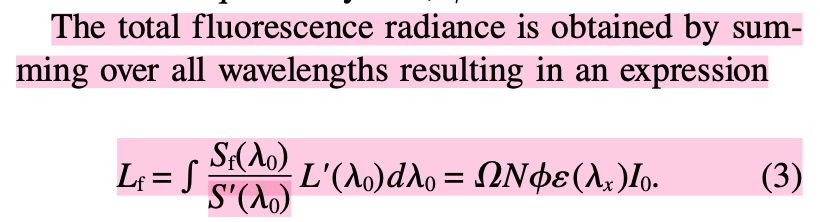 The total fluorescence radiance is obtained by sum-
ming over all wavelengths resulting in an expression
L_f = ∫ S_f(λ_0)/S′(λ_0) L′(λ_0)dλ_0 = ΩNϕε(λ_x)I_0. (3)